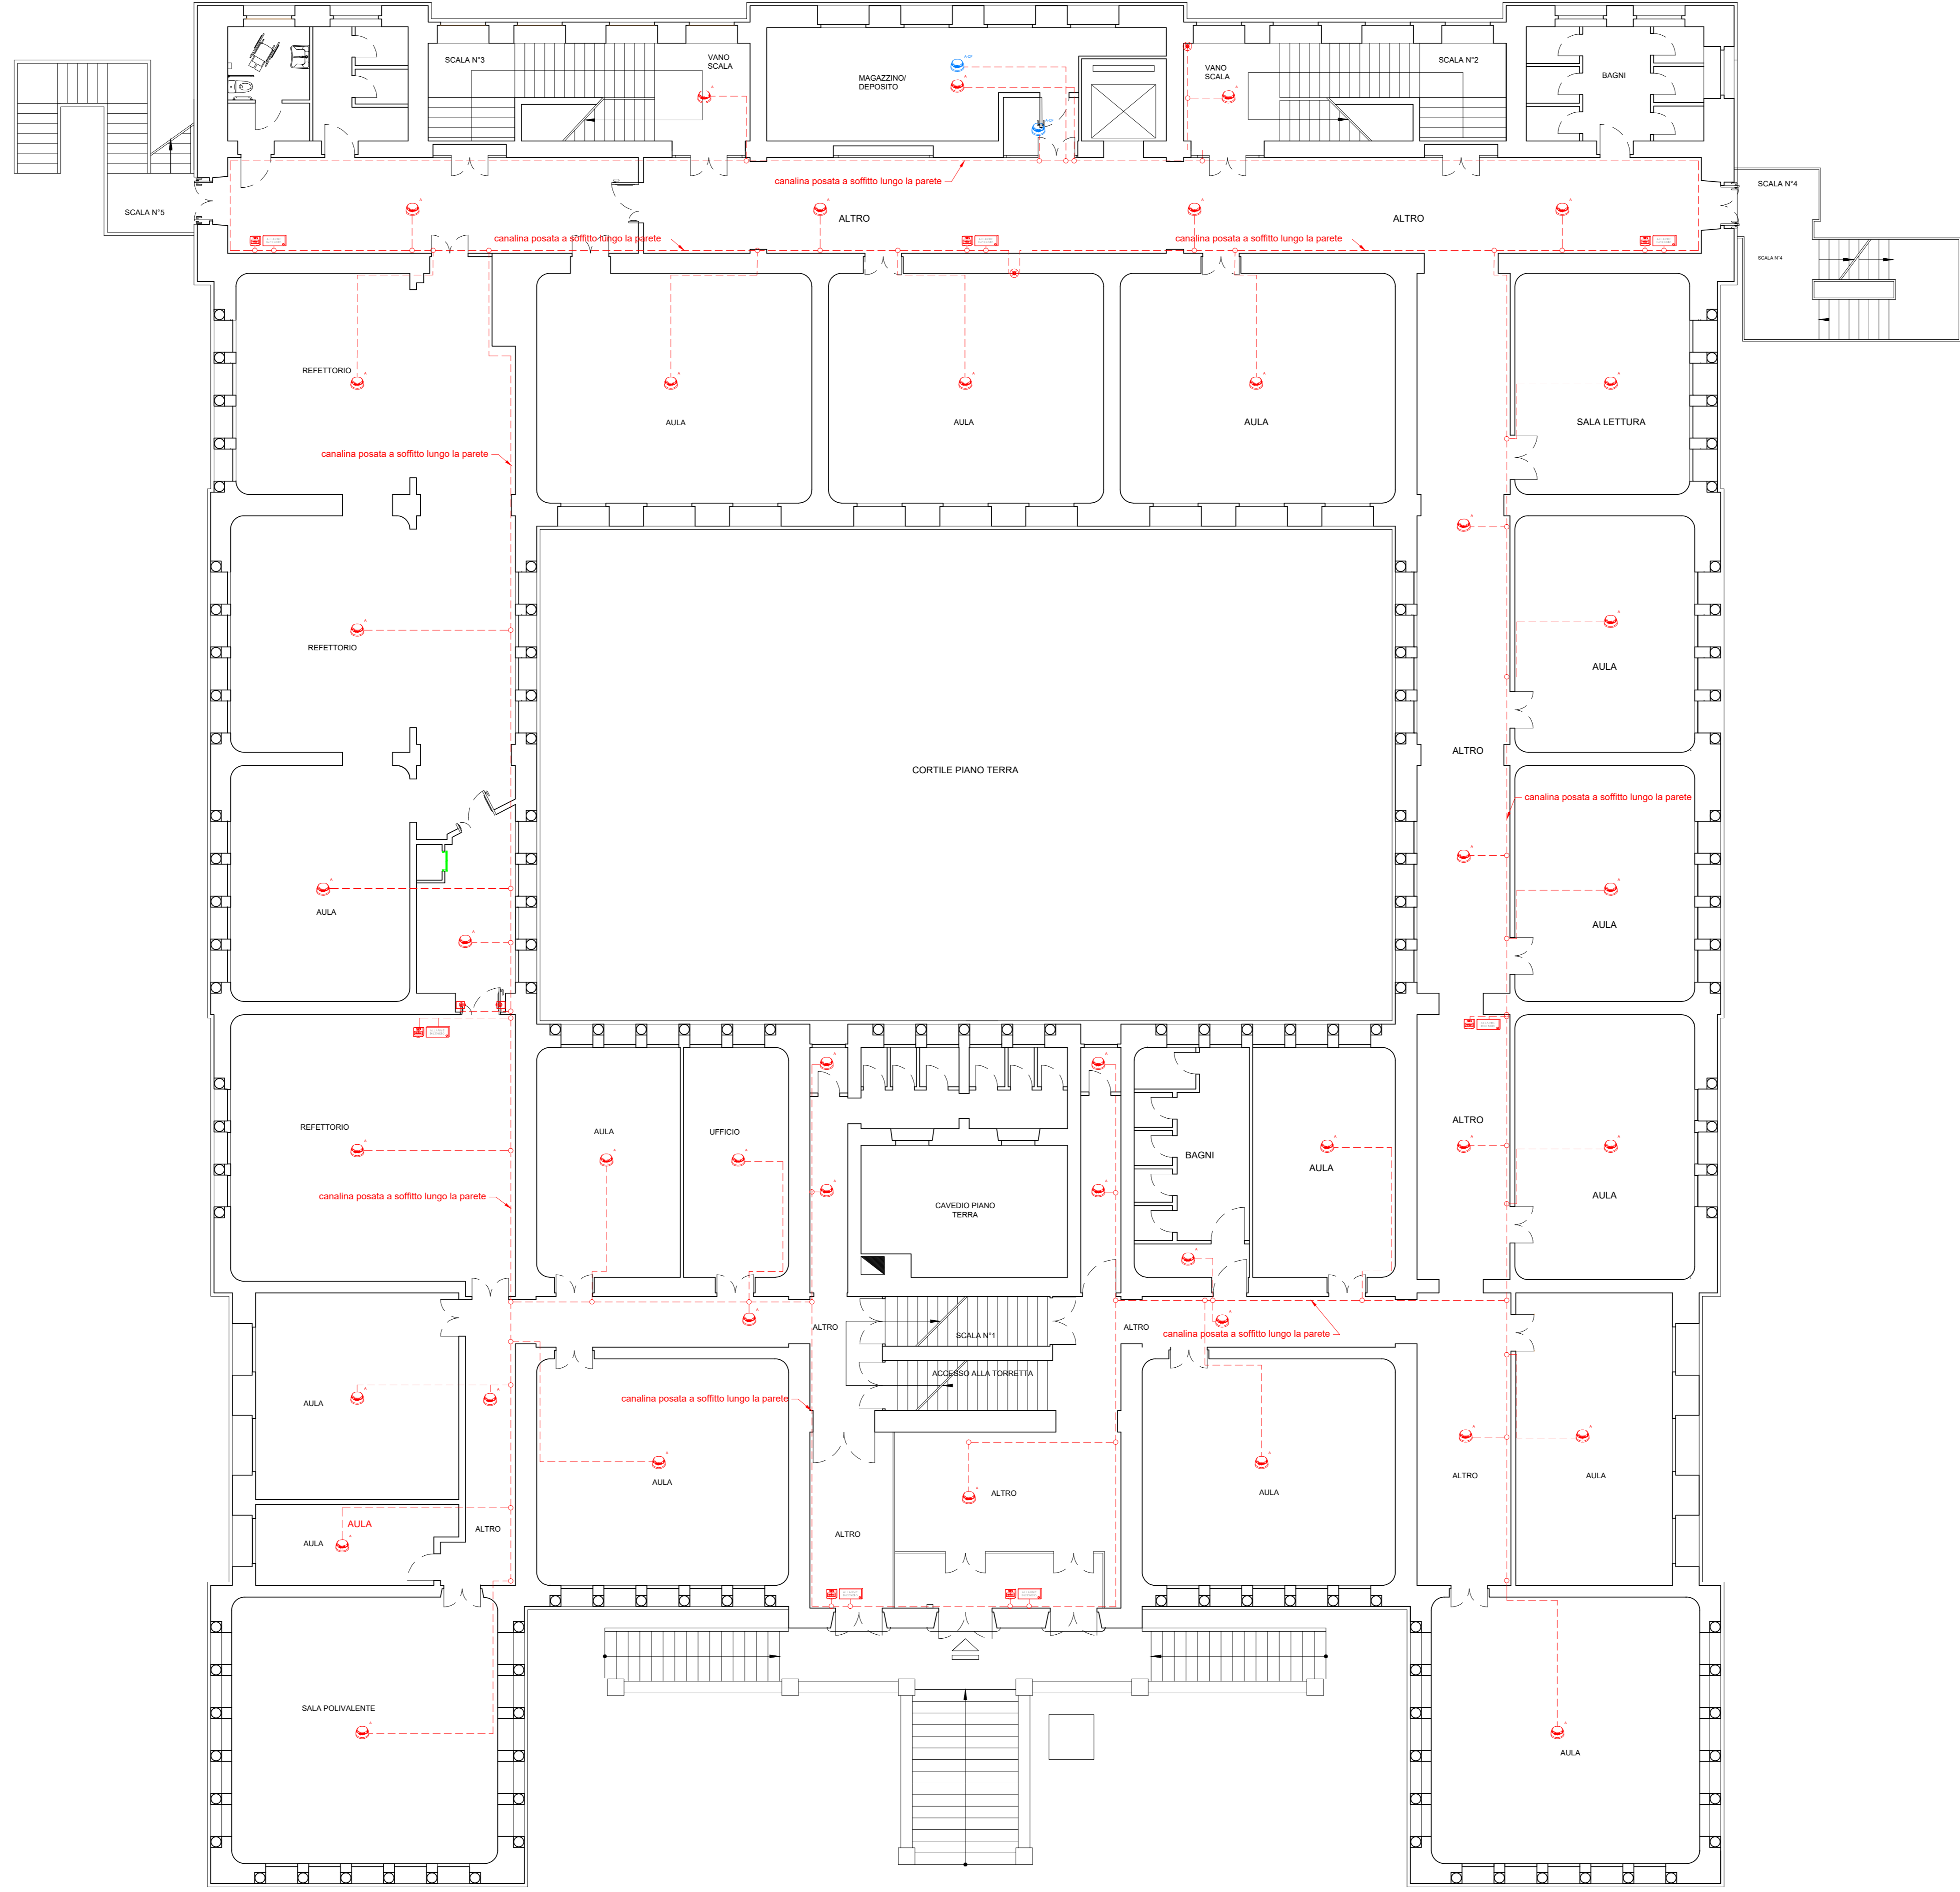 SCALA N°3
VANO
SCALA
MAGAZZINO/
DEPOSITO
VANO
SCALA
SCALA N°2
BAGNI
canalina posata a soffitto lungo la parete
SCALA N°4
SCALA N°5
ALTRO
ALTRO
canalina posata a soffitto lungo la parete
canalina posata a soffitto lungo la parete
SCALA N°4
REFETTORIO
AULA
AULA
AULA
SALA LETTURA
canalina posata a soffitto lungo la parete
REFETTORIO
AULA
ALTRO
CORTILE PIANO TERRA
canalina posata a soffitto lungo la parete
AULA
AULA
REFETTORIO
AULA
UFFICIO
ALTRO
BAGNI
AULA
canalina posata a soffitto lungo la parete
AULA
CAVEDIO PIANO
TERRA
ALTRO
ALTRO
SCALA N°1
canalina posata a soffitto lungo la parete
ACCESSO ALLA TORRETTA
canalina posata a soffitto lungo la parete
AULA
AULA
ALTRO
AULA
AULA
ALTRO
AULA
AULA
AULA
ALTRO
ALTRO
SALA POLIVALENTE
AULA